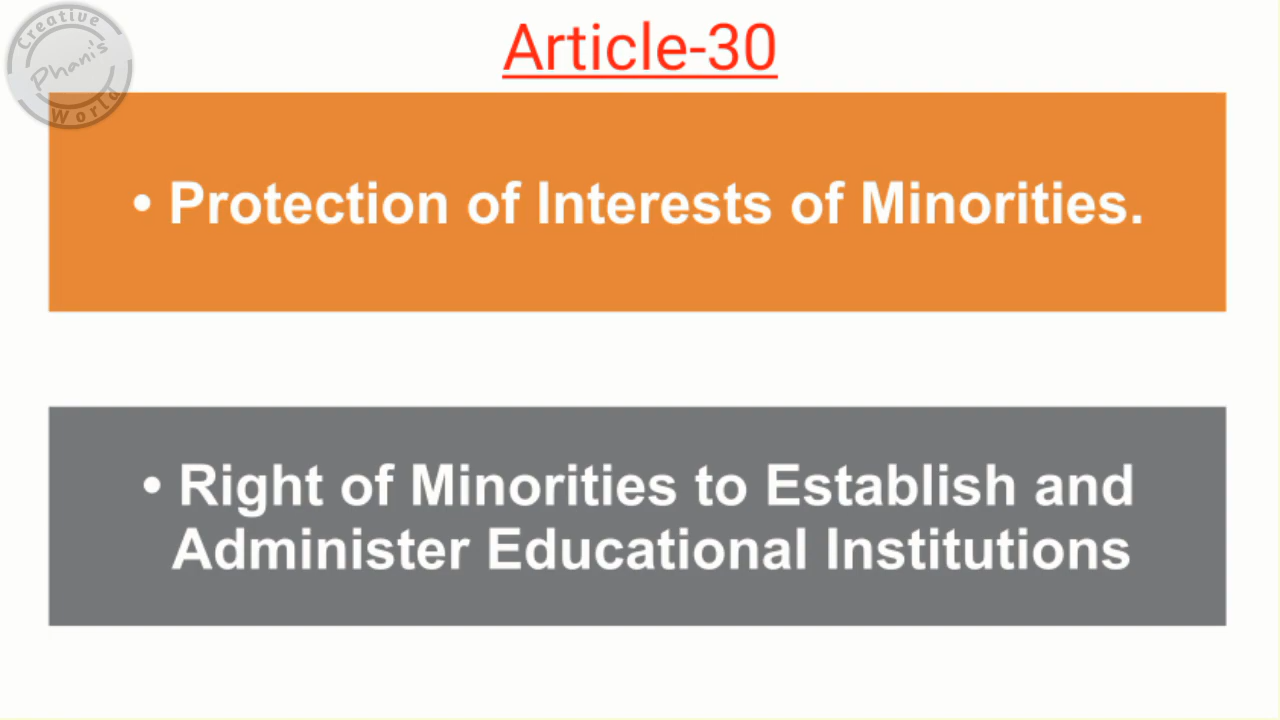 Creative
Phani's
World
Article-30
• Protection of Interests of Minorities.
• Right of Minorities to Establish and
Administer Educational Institutions